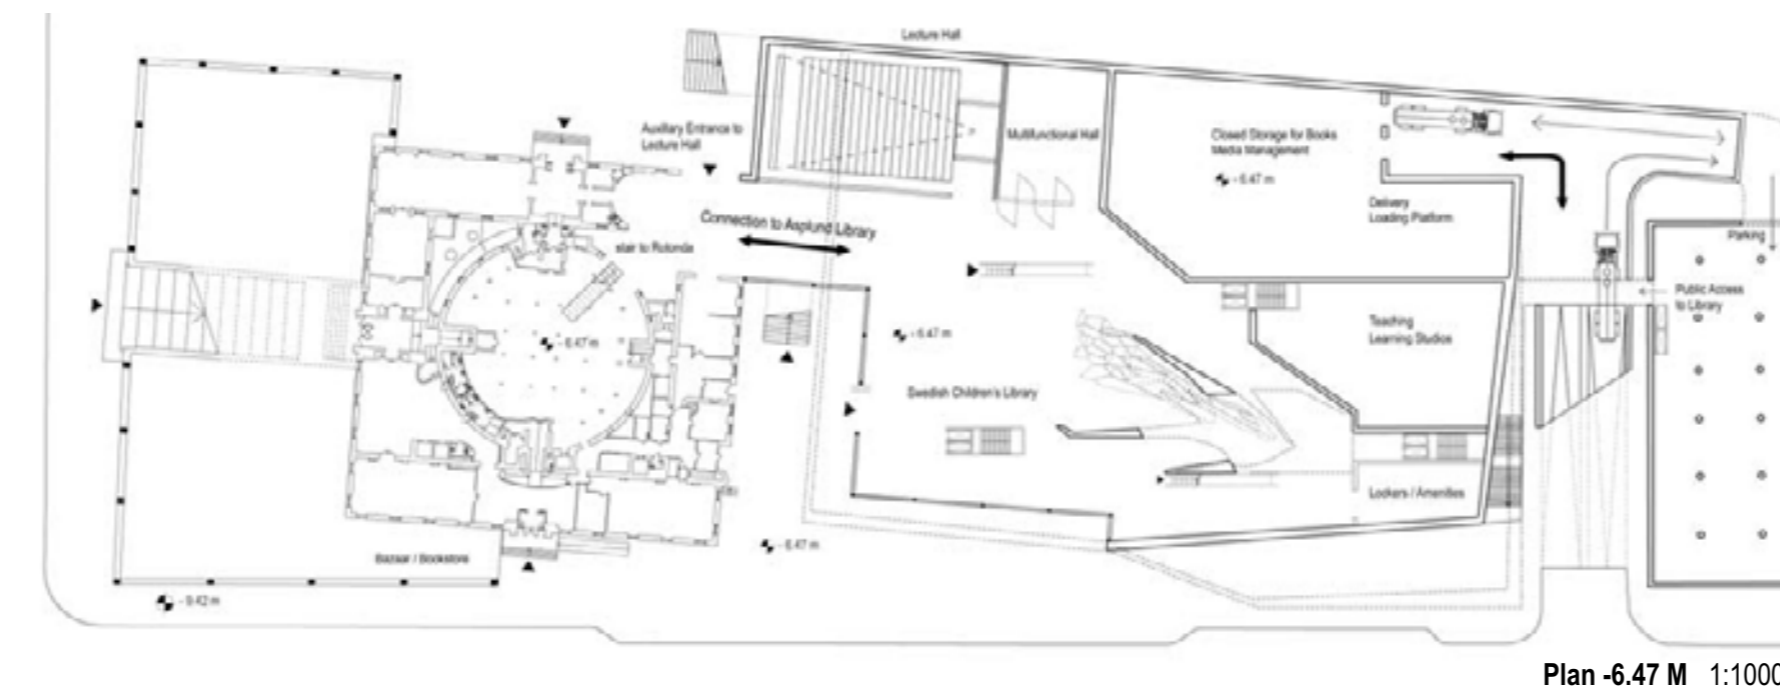 Lecture Hall
Auxiliary Entrance to
Lecture Hall
Multifunctional Hall
Closed Storage for Books
Media Management
- 6.47 m
Delivery
Loading Platform
Connection to Asplund Library
stair to Rotonda
Parking
Public Access
to Library
- 6.47 m
- 6.47 m
Teaching
Learning Studios
Swedish Children's Library
Lockers / Amenities
- 6.47 m
Bazaar / Bookstore
- 9.42 m
Plan -6.47 M 1:1000